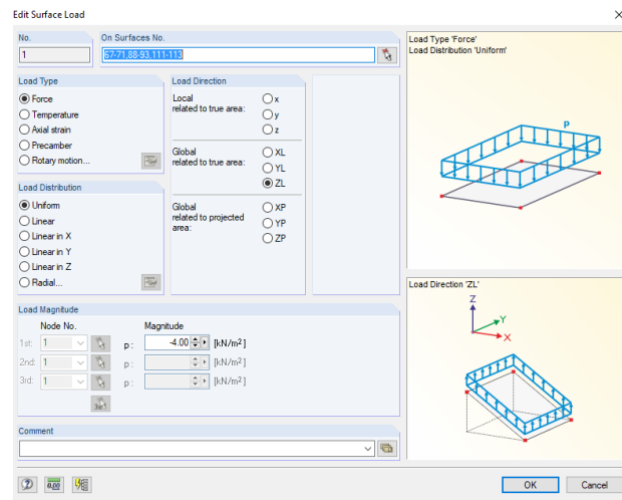 Edit Surface Load
No.
1
On Surfaces No.
67-71,88-93,111-113
Load Type
Force
Temperature
Axial strain
Precamber
Rotary motion...
Load Direction
Local
related to true area:
x
y
z
Global
related to true area:
XL
YL
ZL
Global
related to projected
area:
XP
YP
ZP
Load Distribution
Uniform
Linear
Linear in X
Linear in Y
Linear in Z
Radial...
Load Magnitude
Node No. Magnitude
1st: 1 p: -4.00 [kN/m²]
2nd: 1 p: [kN/m²]
3rd: 1 p: [kN/m²]
Comment
Load Type 'Force'
Load Distribution 'Uniform'
p
Load Direction 'ZL'
Z
Y
X
0.00
OK Cancel